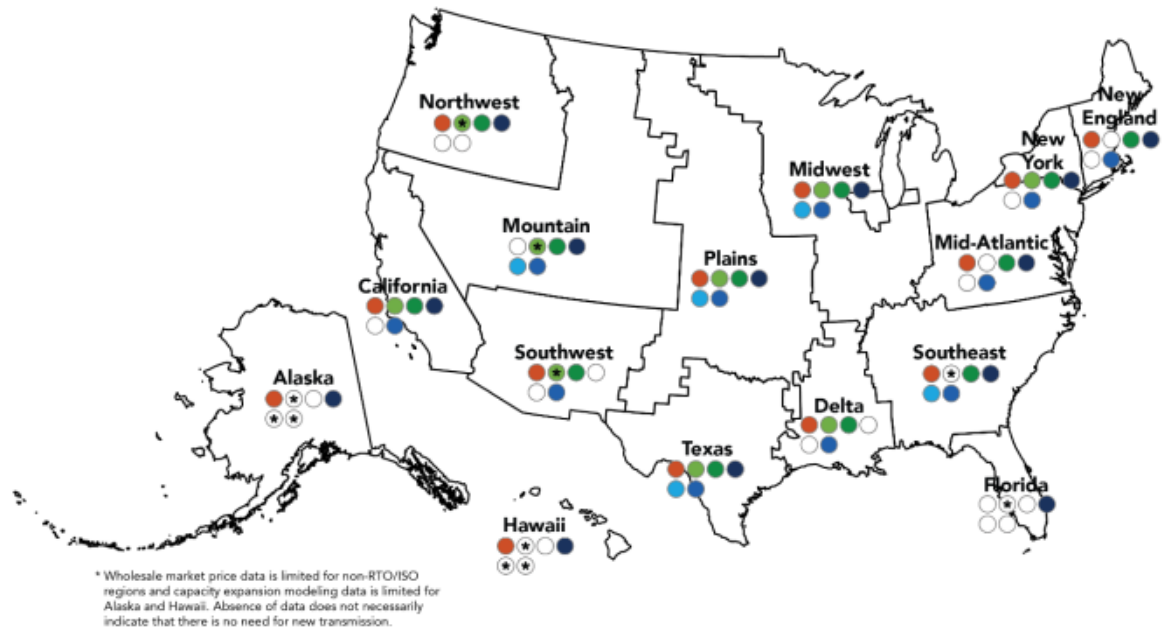 New
England
Northwest
*
New
York
Midwest
Mountain
*
Mid-Atlantic
Plains
California
Southwest
*
Southeast
*
Alaska
*
* *
Delta
Texas
Florida
*
Hawaii
*
* *
* Wholesale market price data is limited for non-RTO/ISO
regions and capacity expansion modeling data is limited for
Alaska and Hawaii. Absence of data does not necessarily
indicate that there is no need for new transmission.